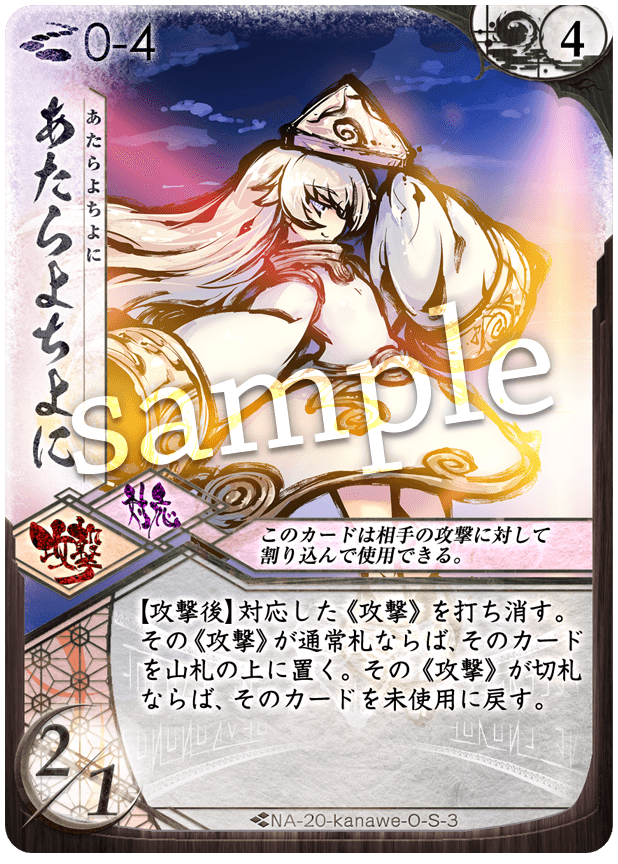 0-4
4
あたらよちよに
あたらよちよに
sample
対応
攻撃
このカードは相手の攻撃に対して
割り込んで使用できる。
【攻撃後】対応した《攻撃》を打ち消す。
その《攻撃》が通常札ならば、そのカード
を山札の上に置く。その《攻撃》が切札
ならば、そのカードを未使用に戻す。
2/1
NA-20-kanawe-O-S-3